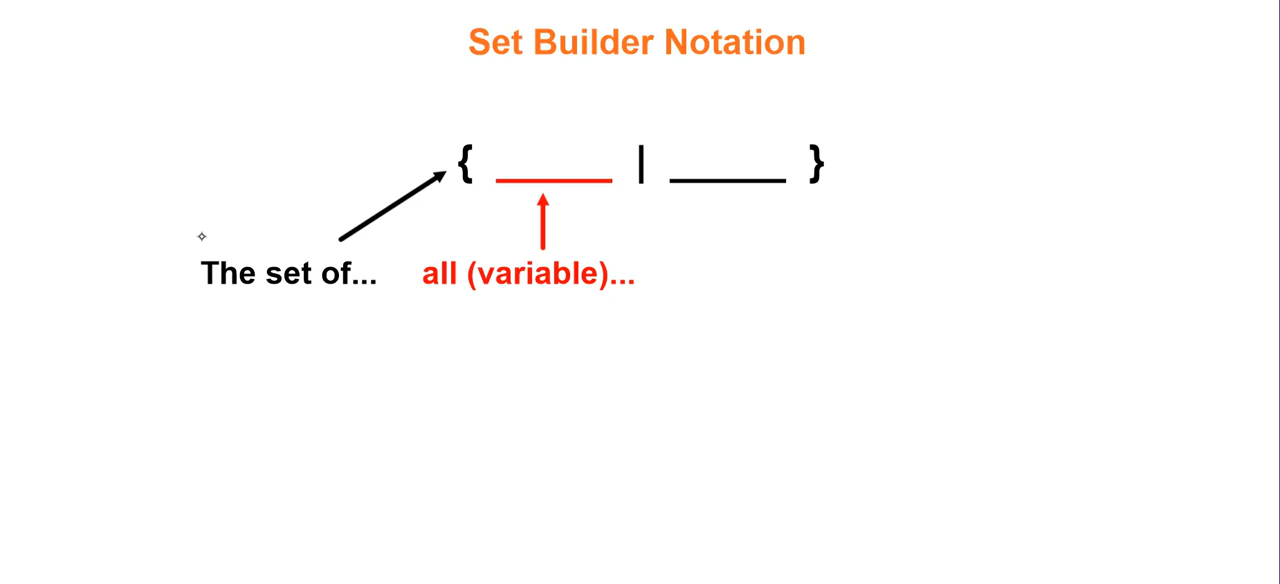 Set Builder Notation
{ ______ | ______ }
The set of... all (variable)...